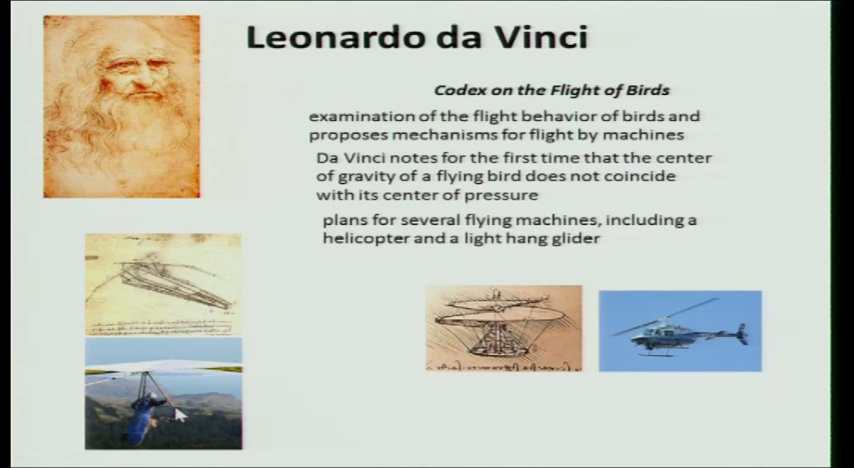 Leonardo da Vinci
Codex on the Flight of Birds
examination of the flight behavior of birds and
proposes mechanisms for flight by machines
Da Vinci notes for the first time that the center
of gravity of a flying bird does not coincide
with its center of pressure
plans for several flying machines, including a
helicopter and a light hang glider